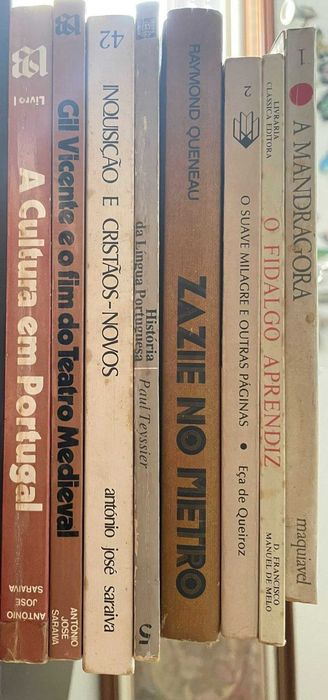 Livro I
A Cultura em Portugal
ANTÓNIO
JOSÉ
SARAIVA
Gil Vicente e o fim do Teatro Medieval
ANTÓNIO
JOSÉ
SARAIVA
42
INQUISIÇÃO E CRISTÃOS-NOVOS
antónio josé saraiva
História
da Língua Portuguesa
Paul Teyssier
5
RAYMOND QUENEAU
ZAZIE NO METRO
2
O SUAVE MILAGRE E OUTRAS PÁGINAS • Eça de Queiroz
LIVRARIA
CLÁSSICA EDITORA
O FIDALGO APRENDIZ
D. FRANCISCO
MANUEL DE MELO
1
A MANDRÁGORA
maquiavel